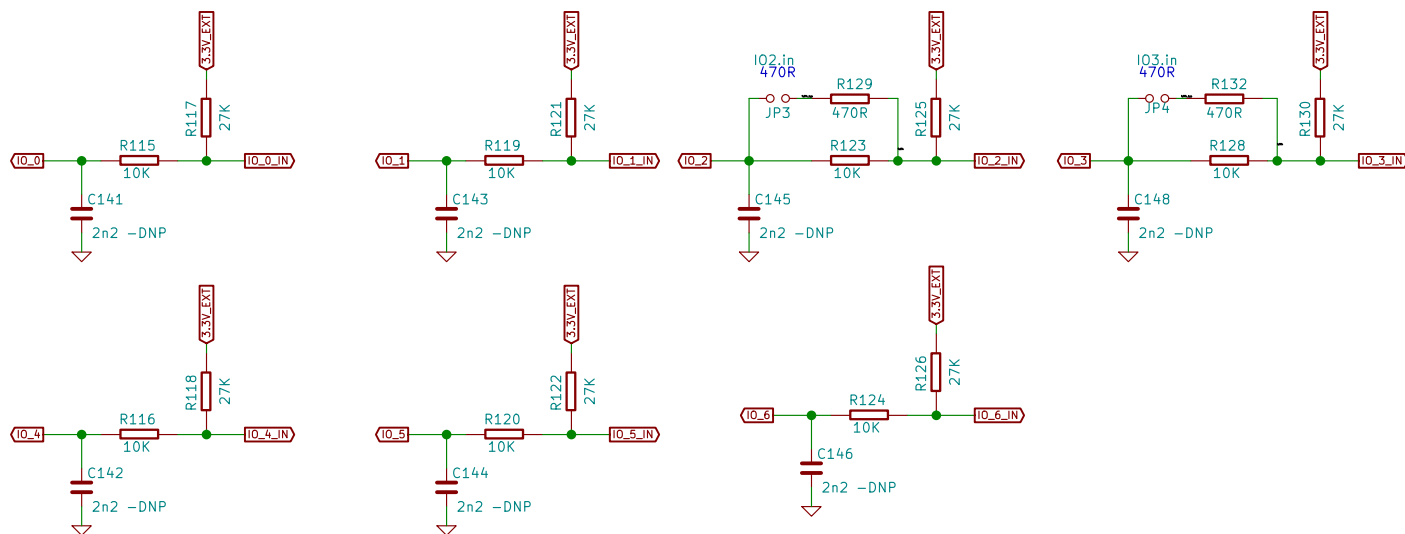 3.3V_EXT
R117
27K
IO_0
R115
10K
IO_0_IN
C141
2n2 -DNP
3.3V_EXT
R121
27K
IO_1
R119
10K
IO_1_IN
C143
2n2 -DNP
IO2.in
470R
JP3
R129
470R
3.3V_EXT
R125
27K
IO_2
R123
10K
IO_2_IN
C145
2n2 -DNP
IO3.in
470R
JP4
R132
470R
3.3V_EXT
R130
27K
IO_3
R128
10K
IO_3_IN
C148
2n2 -DNP
3.3V_EXT
R118
27K
IO_4
R116
10K
IO_4_IN
C142
2n2 -DNP
3.3V_EXT
R122
27K
IO_5
R120
10K
IO_5_IN
C144
2n2 -DNP
3.3V_EXT
R126
27K
IO_6
R124
10K
IO_6_IN
C146
2n2 -DNP